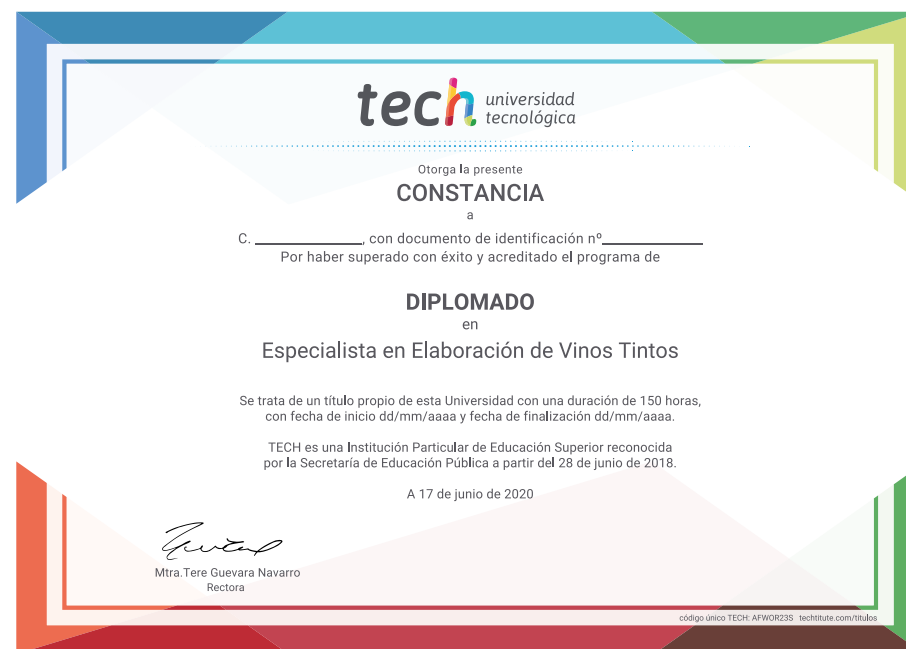 tech universidad
tecnológica
Otorga la presente
CONSTANCIA
a
C. ____________, con documento de identificación nº____________
Por haber superado con éxito y acreditado el programa de
DIPLOMADO
en
Especialista en Elaboración de Vinos Tintos
Se trata de un título propio de esta Universidad con una duración de 150 horas,
con fecha de inicio dd/mm/aaaa y fecha de finalización dd/mm/aaaa.
TECH es una Institución Particular de Educación Superior reconocida
por la Secretaría de Educación Pública a partir del 28 de junio de 2018.
A 17 de junio de 2020
Mtra.Tere Guevara Navarro
Rectora
código único TECH: AFWOR23S techtitute.com/titulos